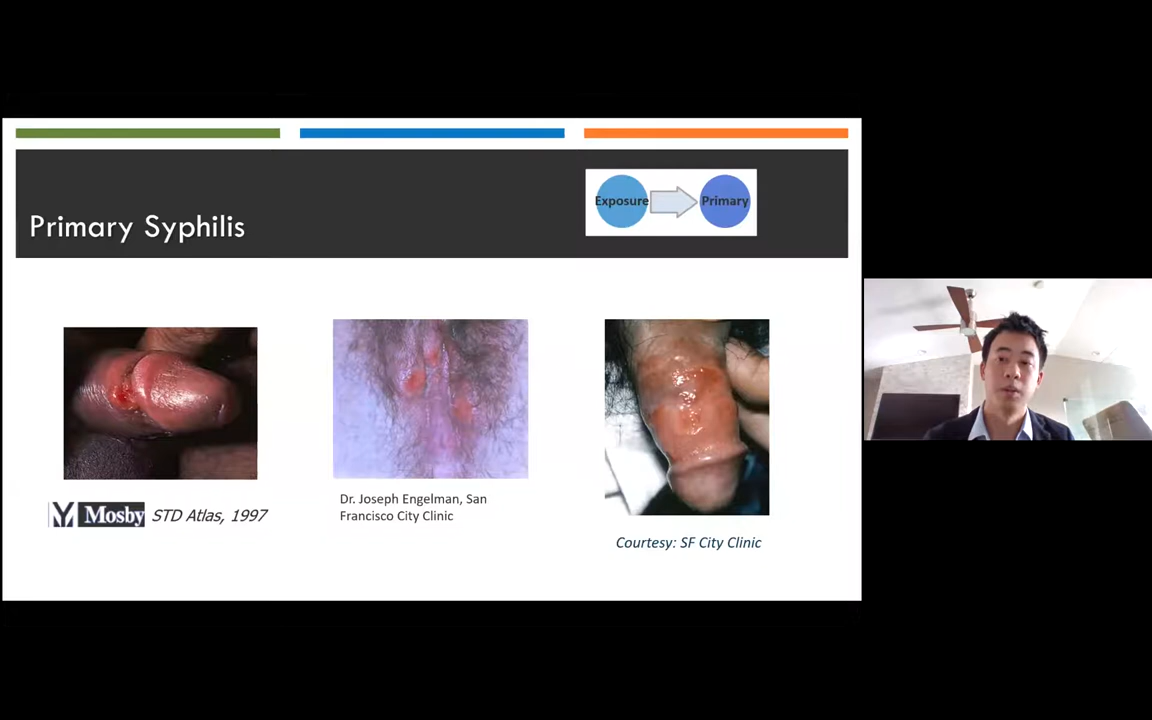 Primary Syphilis
Exposure
Primary
Mosby STD Atlas, 1997
Dr. Joseph Engelman, San
Francisco City Clinic
Courtesy: SF City Clinic